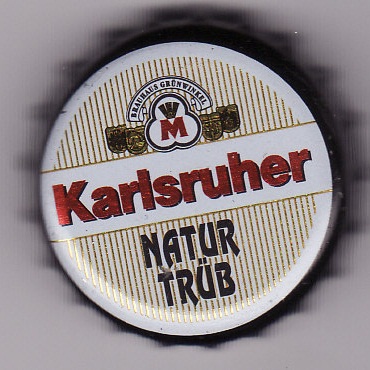 BRAUHAUS GRÜNWINKEL
W
M
Karlsruher
NATUR
TRÜB